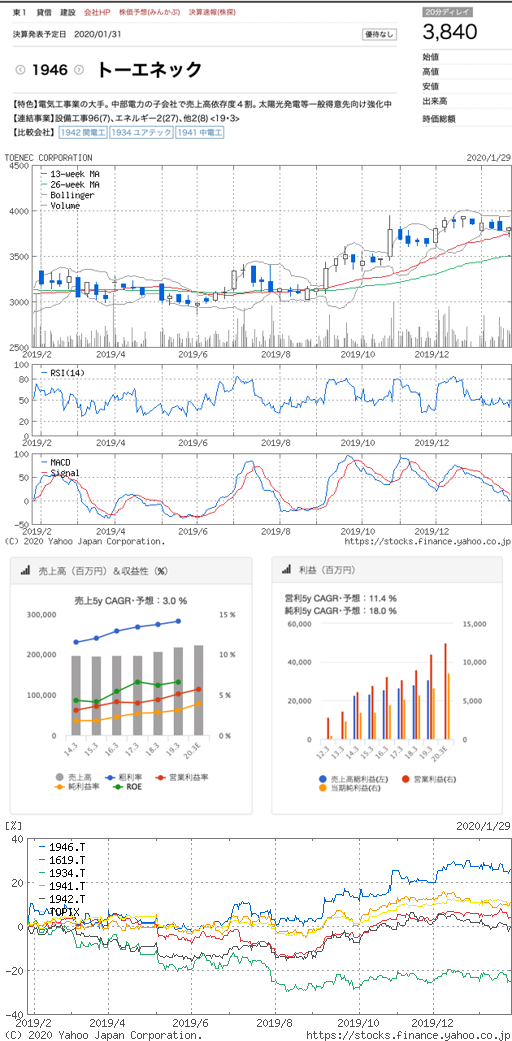 東1 貸借 建設 会社HP 株価予想(みんかぶ) 決算速報(株探)
20分ディレイ
3,840
決算発表予定日 2020/01/31
優待なし
1946
トーエネック
始値
高値
安値
出来高
時価総額
【特色】電気工事業の大手。中部電力の子会社で売上高依存度4割。太陽光発電等一般得意先向け強化中
【連結事業】設備工事96(7)、エネルギー2(27)、他2(8) <19・3>
【比較会社】 1942 関電工 1934 ユアテック 1941 中電工
TOENEC CORPORATION 2020/1/29
4500
4000
3500
3000
2500
13-week MA
26-week MA
Bollinger
Volume
2019/2 2019/4 2019/6 2019/8 2019/10 2019/12
100
80
50
20
0
RSI(14)
2019/2 2019/4 2019/6 2019/8 2019/10 2019/12
100
50
0
-50
MACD
Signal
2019/2 2019/4 2019/6 2019/8 2019/10 2019/12
(C) 2020 Yahoo Japan Corporation. https://stocks.finance.yahoo.co.jp
売上高（百万円）＆収益性（%）
売上5y CAGR・予想：3.0 %
300,000 15 %
200,000 10 %
100,000 5 %
0 0 %
14.3 15.3 16.3 17.3 18.3 19.3 20.3E
売上高 粗利率 営業利益率
純利益率 ROE
利益（百万円）
営利5y CAGR・予想：11.4 %
純利5y CAGR・予想：18.0 %
60,000 15,000
40,000 10,000
20,000 5,000
0 0
12.3 13.3 14.3 15.3 16.3 17.3 18.3 19.3 20.3E
売上高総利益(左) 営業利益(右)
当期純利益(右)
[%] 2020/1/29
40
20
0
-20
-40
1946.T
1619.T
1934.T
1941.T
1942.T
TOPIX
2019/2 2019/4 2019/6 2019/8 2019/10 2019/12
(C) 2020 Yahoo Japan Corporation. https://stocks.finance.yahoo.co.jp